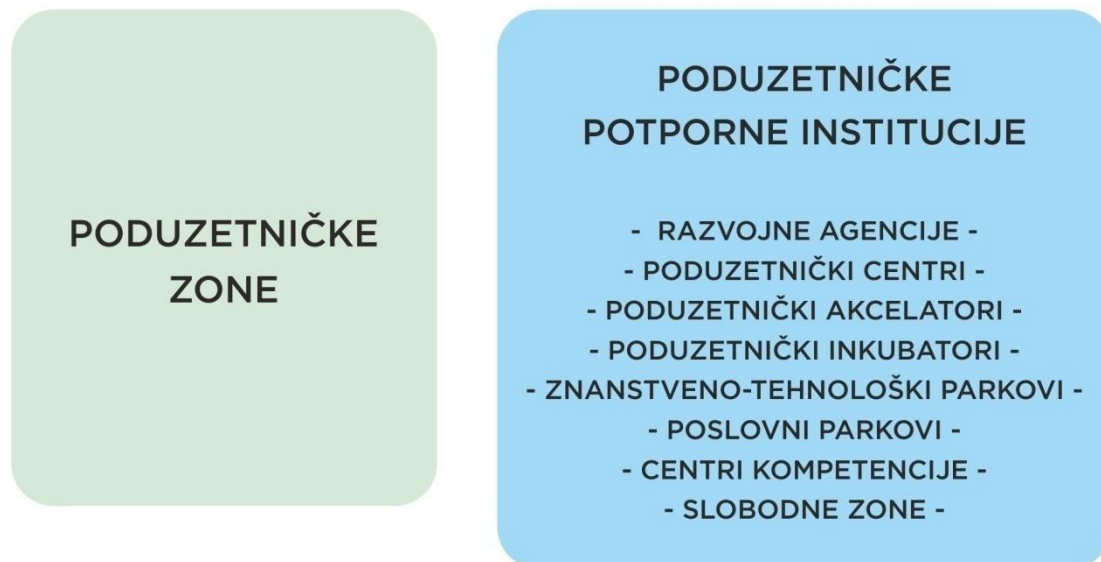 PODUZETNIČKE
ZONE
PODUZETNIČKE
POTPORNE INSTITUCIJE
- RAZVOJNE AGENCIJE -
- PODUZETNIČKI CENTRI -
- PODUZETNIČKI AKCELATORI -
- PODUZETNIČKI INKUBATORI -
- ZNANSTVENO-TEHNOLOŠKI PARKOVI -
- POSLOVNI PARKOVI -
- CENTRI KOMPETENCIJE -
- SLOBODNE ZONE -